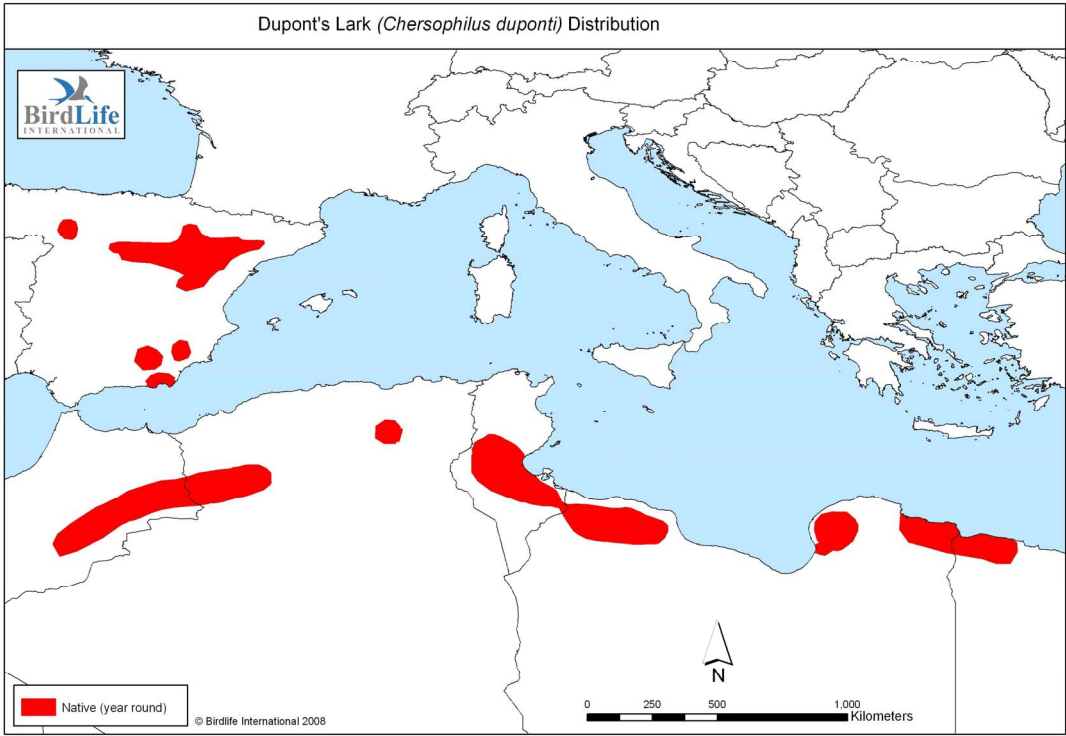 Dupont's Lark (Chersophilus duponti) Distribution
BirdLife
INTERNATIONAL
N
0 250 500 1,000
Kilometers
Native (year round)
© Birdlife International 2008